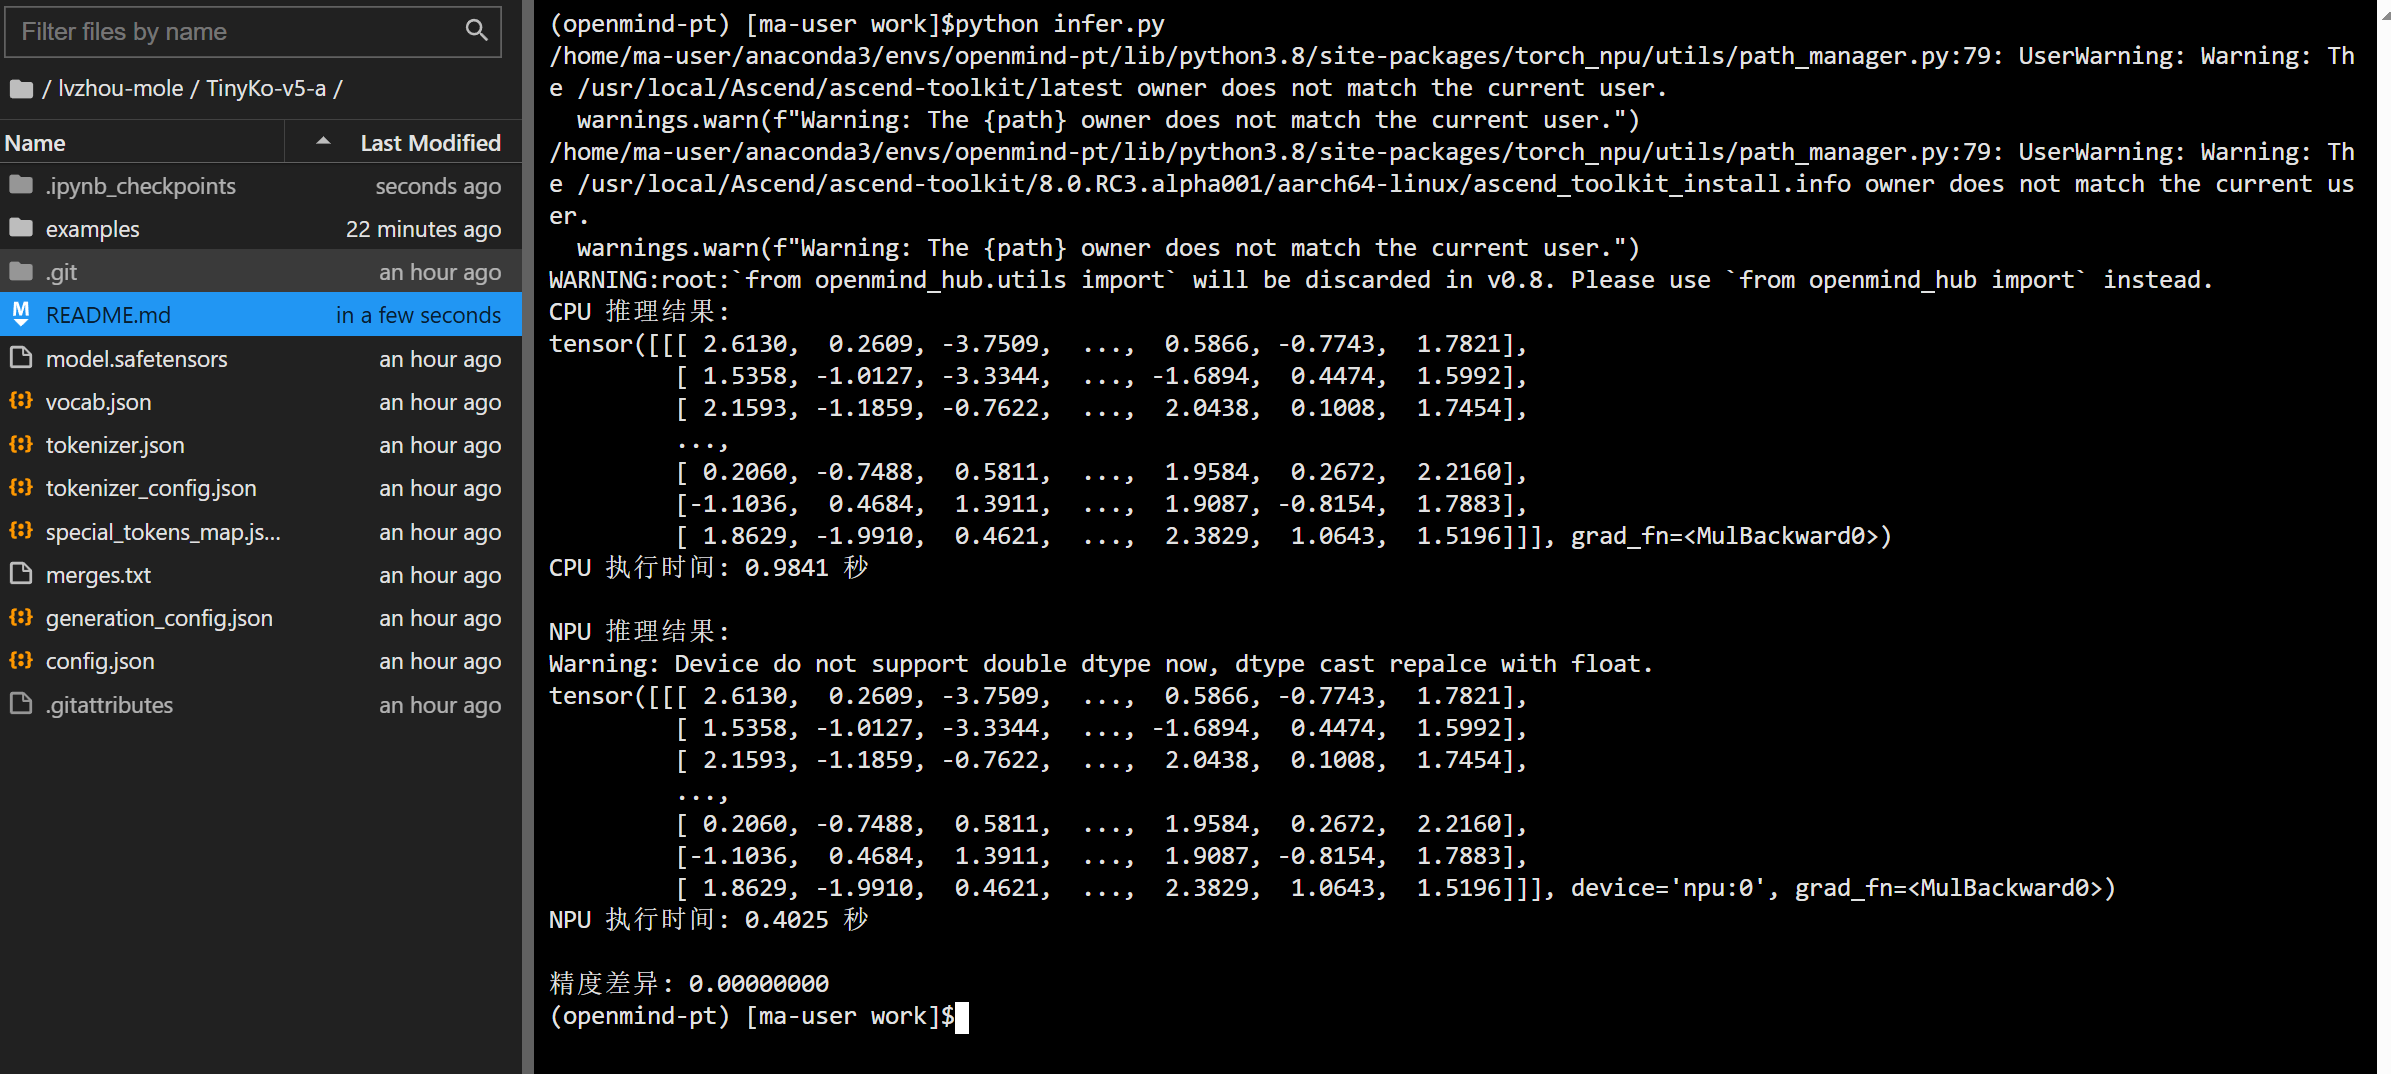 Filter files by name
/ lvzhou-mole / TinyKo-v5-a /
Name Last Modified
.ipynb_checkpoints seconds ago
examples 22 minutes ago
.git an hour ago
README.md in a few seconds
model.safetensors an hour ago
vocab.json an hour ago
tokenizer.json an hour ago
tokenizer_config.json an hour ago
special_tokens_map.js... an hour ago
merges.txt an hour ago
generation_config.json an hour ago
config.json an hour ago
.gitattributes an hour ago
(openmind-pt) [ma-user work]$python infer.py
/home/ma-user/anaconda3/envs/openmind-pt/lib/python3.8/site-packages/torch_npu/utils/path_manager.py:79: UserWarning: Warning: Th
e /usr/local/Ascend/ascend-toolkit/latest owner does not match the current user.
  warnings.warn(f"Warning: The {path} owner does not match the current user.")
/home/ma-user/anaconda3/envs/openmind-pt/lib/python3.8/site-packages/torch_npu/utils/path_manager.py:79: UserWarning: Warning: Th
e /usr/local/Ascend/ascend-toolkit/8.0.RC3.alpha001/aarch64-linux/ascend_toolkit_install.info owner does not match the current us
er.
  warnings.warn(f"Warning: The {path} owner does not match the current user.")
WARNING:root:`from openmind_hub.utils import` will be discarded in v0.8. Please use `from openmind_hub import` instead.
CPU 推理结果:
tensor([[[ 2.6130,  0.2609, -3.7509,  ...,  0.5866, -0.7743,  1.7821],
         [ 1.5358, -1.0127, -3.3344,  ..., -1.6894,  0.4474,  1.5992],
         [ 2.1593, -1.1859, -0.7622,  ...,  2.0438,  0.1008,  1.7454],
         ...,
         [ 0.2060, -0.7488,  0.5811,  ...,  1.9584,  0.2672,  2.2160],
         [-1.1036,  0.4684,  1.3911,  ...,  1.9087, -0.8154,  1.7883],
         [ 1.8629, -1.9910,  0.4621,  ...,  2.3829,  1.0643,  1.5196]]], grad_fn=<MulBackward0>)
CPU 执行时间: 0.9841 秒
NPU 推理结果:
Warning: Device do not support double dtype now, dtype cast repalce with float.
tensor([[[ 2.6130,  0.2609, -3.7509,  ...,  0.5866, -0.7743,  1.7821],
         [ 1.5358, -1.0127, -3.3344,  ..., -1.6894,  0.4474,  1.5992],
         [ 2.1593, -1.1859, -0.7622,  ...,  2.0438,  0.1008,  1.7454],
         ...,
         [ 0.2060, -0.7488,  0.5811,  ...,  1.9584,  0.2672,  2.2160],
         [-1.1036,  0.4684,  1.3911,  ...,  1.9087, -0.8154,  1.7883],
         [ 1.8629, -1.9910,  0.4621,  ...,  2.3829,  1.0643,  1.5196]]], device='npu:0', grad_fn=<MulBackward0>)
NPU 执行时间: 0.4025 秒
精度差异: 0.00000000
(openmind-pt) [ma-user work]$